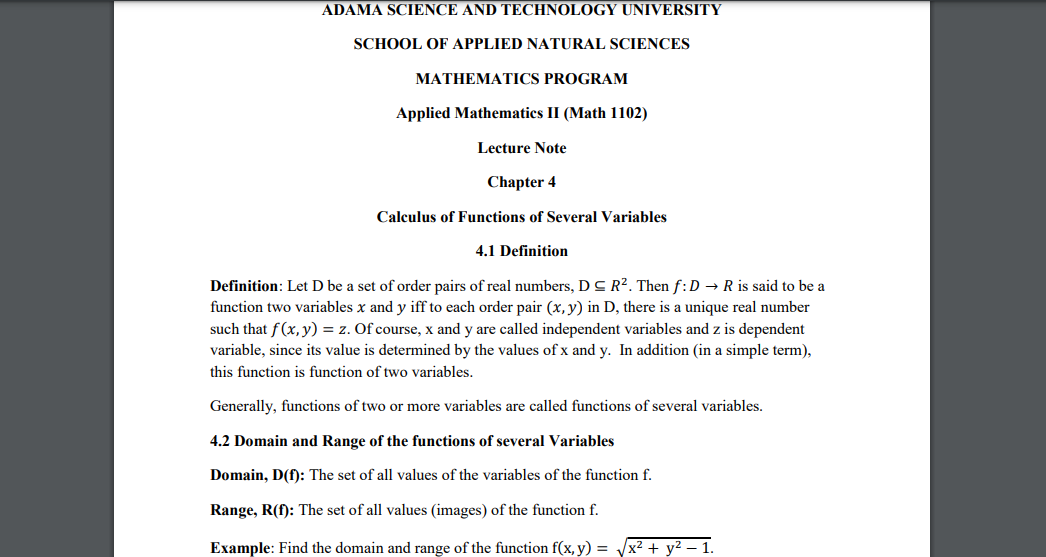 ADAMA SCIENCE AND TECHNOLOGY UNIVERSITY
SCHOOL OF APPLIED NATURAL SCIENCES
MATHEMATICS PROGRAM
Applied Mathematics II (Math 1102)
Lecture Note
Chapter 4
Calculus of Functions of Several Variables
4.1 Definition
Definition: Let D be a set of order pairs of real numbers, D ⊆ R². Then f: D → R is said to be a
function two variables x and y iff to each order pair (x, y) in D, there is a unique real number
such that f(x, y) = z. Of course, x and y are called independent variables and z is dependent
variable, since its value is determined by the values of x and y. In addition (in a simple term),
this function is function of two variables.
Generally, functions of two or more variables are called functions of several variables.
4.2 Domain and Range of the functions of several Variables
Domain, D(f): The set of all values of the variables of the function f.
Range, R(f): The set of all values (images) of the function f.
Example: Find the domain and range of the function f(x, y) = √(x² + y² − 1).